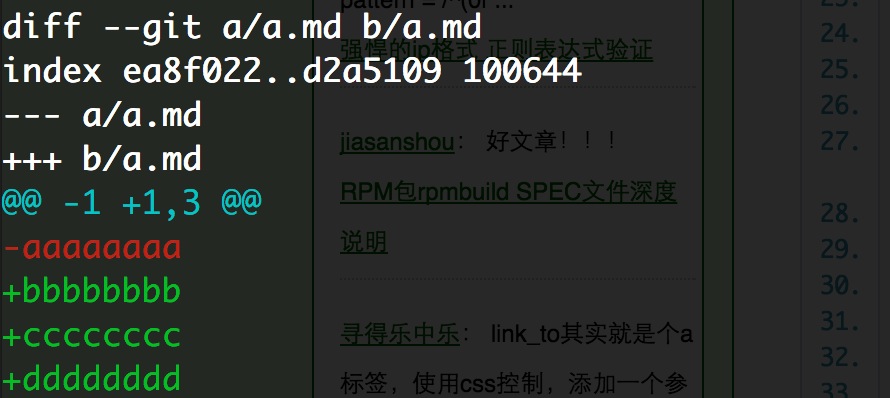 diff --git a/a.md b/a.md
index ea8f022..d2a5109 100644
--- a/a.md
+++ b/a.md
@@ -1 +1,3 @@
-aaaaaaaa
+bbbbbbbb
+cccccccc
+dddddddd
pattern = /^(0[ ...
强悍的ip格式 正则表达式验证
jiasanshou： 好文章！！！
RPM包rpmbuild SPEC文件深度
说明
寻得乐中乐： link_to其实就是个a
标签，使用css控制，添加一个参
24.
25.
26.
27.
28.
29.
30.
31.
32.
33.